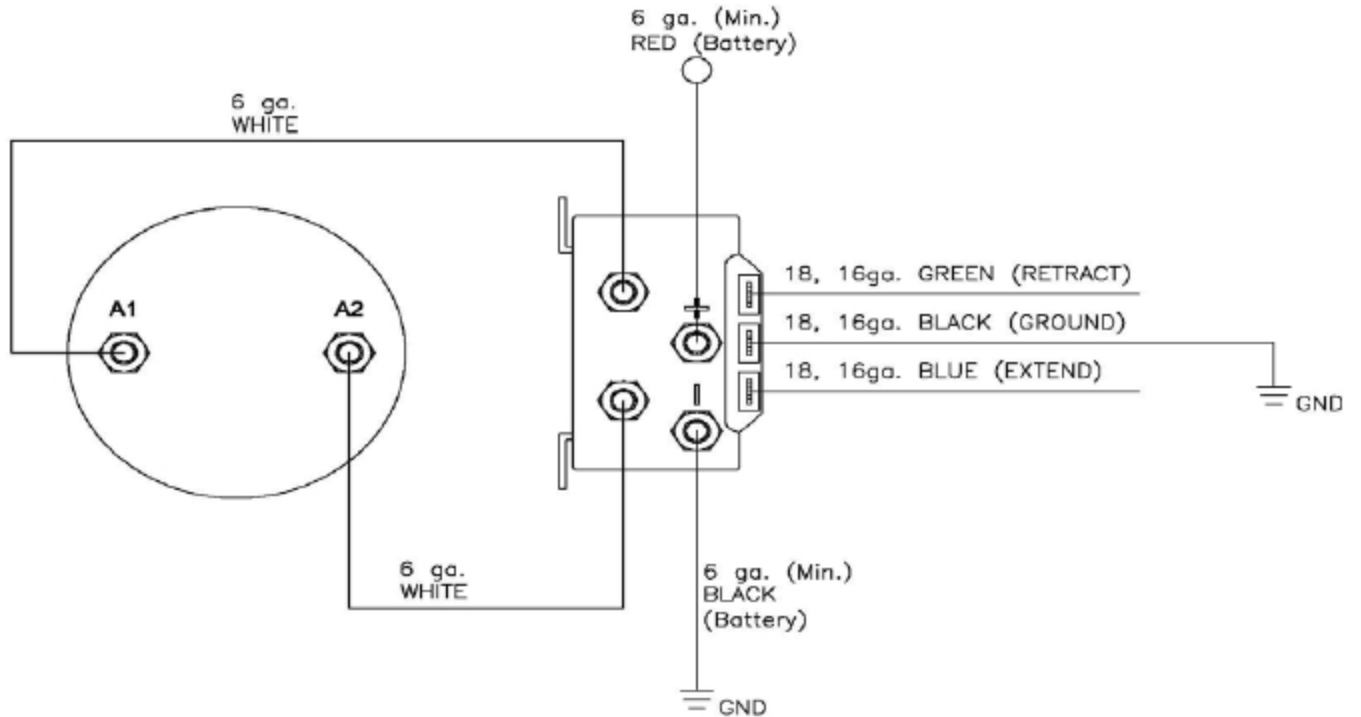 6 ga. (Min.)
RED (Battery)
6 ga.
WHITE
A1
A2
+
18, 16ga. GREEN (RETRACT)
18, 16ga. BLACK (GROUND)
18, 16ga. BLUE (EXTEND)
−
GND
6 ga.
WHITE
6 ga. (Min.)
BLACK
(Battery)
GND